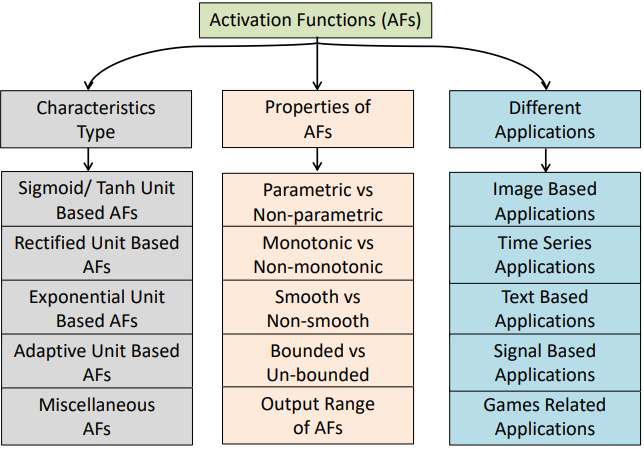 Activation Functions (AFs)
Characteristics
Type
Properties of
AFs
Different
Applications
Sigmoid/ Tanh Unit
Based AFs
Rectified Unit Based
AFs
Exponential Unit
Based AFs
Adaptive Unit Based
AFs
Miscellaneous
AFs
Parametric vs
Non-parametric
Monotonic vs
Non-monotonic
Smooth vs
Non-smooth
Bounded vs
Un-bounded
Output Range
of AFs
Image Based
Applications
Time Series
Applications
Text Based
Applications
Signal Based
Applications
Games Related
Applications